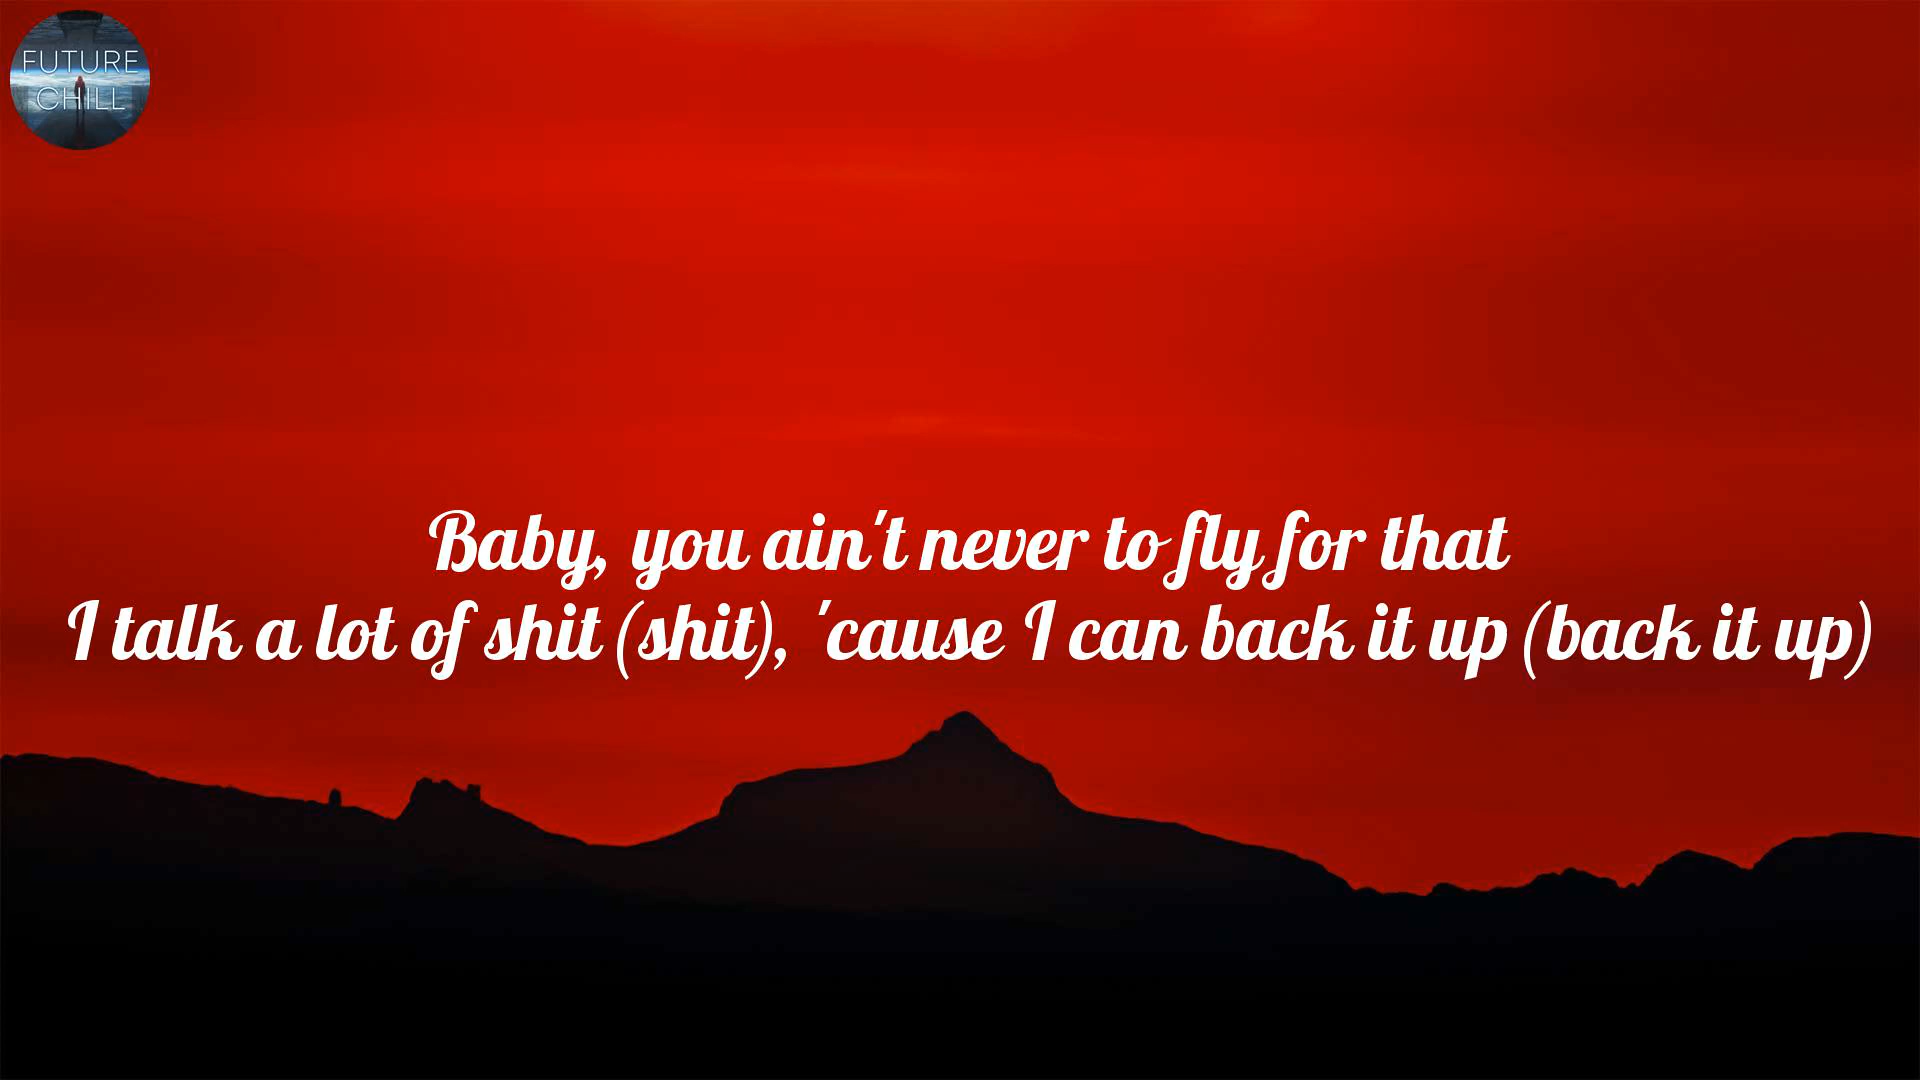 FUTURE
CHILL
Baby, you ain't never to fly for that
I talk a lot of shit (shit), 'cause I can back it up (back it up)